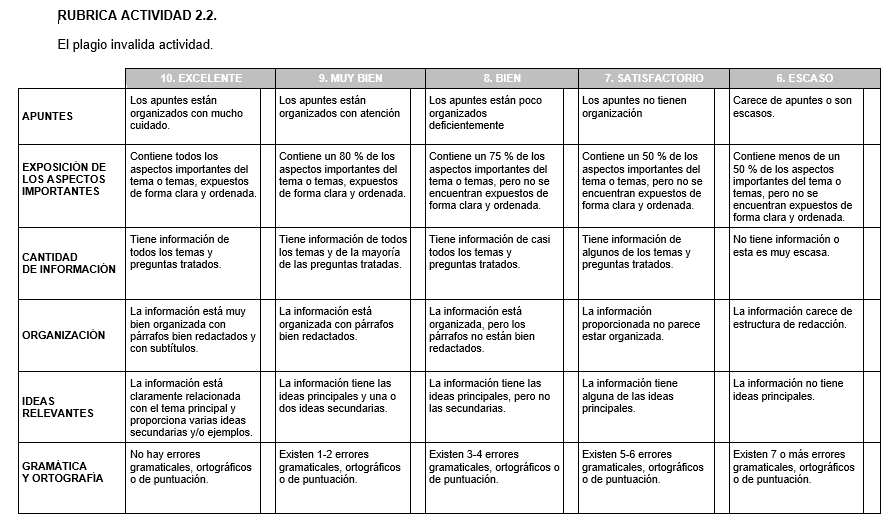 RUBRICA ACTIVIDAD 2.2.
El plagio invalida actividad.
10. EXCELENTE
9. MUY BIEN
8. BIEN
7. SATISFACTORIO
6. ESCASO
APUNTES
Los apuntes están
organizados con mucho
cuidado.
Los apuntes están
organizados con atención
Los apuntes están poco
organizados
deficientemente
Los apuntes no tienen
organización
Carece de apuntes o son
escasos.
EXPOSICIÓN DE
LOS ASPECTOS
IMPORTANTES
Contiene todos los
aspectos importantes del
tema o temas, expuestos
de forma clara y ordenada.
Contiene un 80 % de los
aspectos importantes del
tema o temas, expuestos
de forma clara y ordenada.
Contiene un 75 % de los
aspectos importantes del
tema o temas, pero no se
encuentran expuestos de
forma clara y ordenada.
Contiene un 50 % de los
aspectos importantes del
tema o temas, pero no se
encuentran expuestos de
forma clara y ordenada.
Contiene menos de un
50 % de los aspectos
importantes del tema o
temas, pero no se
encuentran expuestos de
forma clara y ordenada.
CANTIDAD
DE INFORMACIÓN
Tiene información de
todos los temas y
preguntas tratados.
Tiene información de todos
los temas y de la mayoría
de las preguntas tratadas.
Tiene información de casi
todos los temas y
preguntas tratados.
Tiene información de
algunos de los temas y
preguntas tratados.
No tiene información o
esta es muy escasa.
ORGANIZACIÓN
La información está muy
bien organizada con
párrafos bien redactados y
con subtítulos.
La información está
organizada con párrafos
bien redactados.
La información está
organizada, pero los
párrafos no están bien
redactados.
La información
proporcionada no parece
estar organizada.
La información carece de
estructura de redacción.
IDEAS
RELEVANTES
La información está
claramente relacionada
con el tema principal y
proporciona varias ideas
secundarias y/o ejemplos.
La información tiene las
ideas principales y una o
dos ideas secundarias.
La información tiene las
ideas principales, pero no
las secundarias.
La información tiene
alguna de las ideas
principales.
La información no tiene
ideas principales.
GRAMÁTICA
Y ORTOGRAFÍA
No hay errores
gramaticales, ortográficos
o de puntuación.
Existen 1-2 errores
gramaticales, ortográficos
o de puntuación.
Existen 3-4 errores
gramaticales, ortográficos o
de puntuación.
Existen 5-6 errores
gramaticales, ortográficos
o de puntuación.
Existen 7 o más errores
gramaticales, ortográficos
o de puntuación.